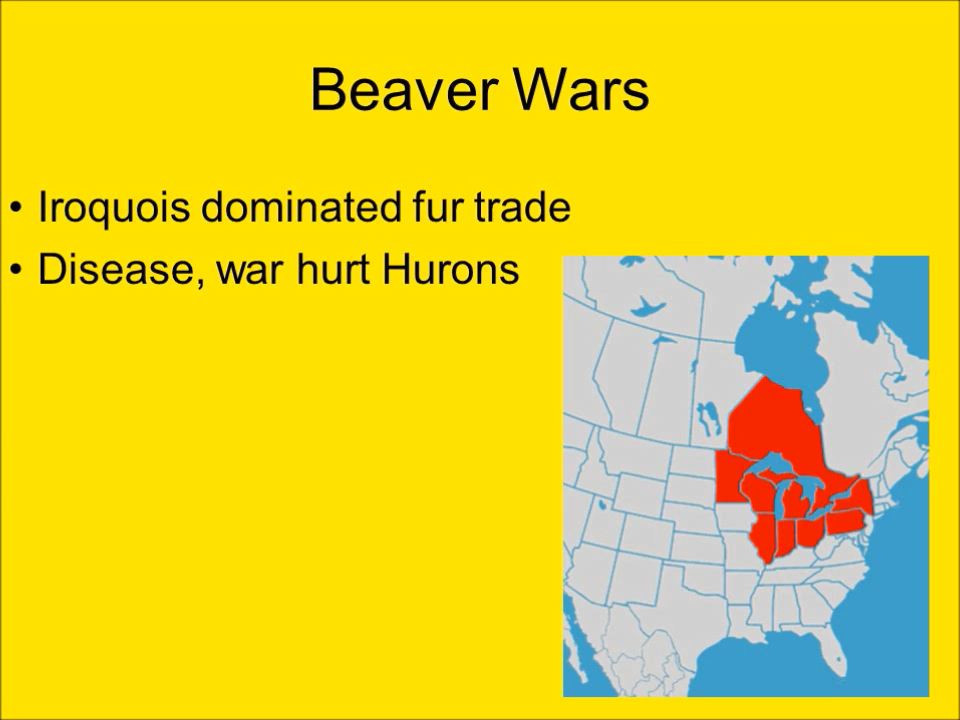 Beaver Wars
• Iroquois dominated fur trade
• Disease, war hurt Hurons